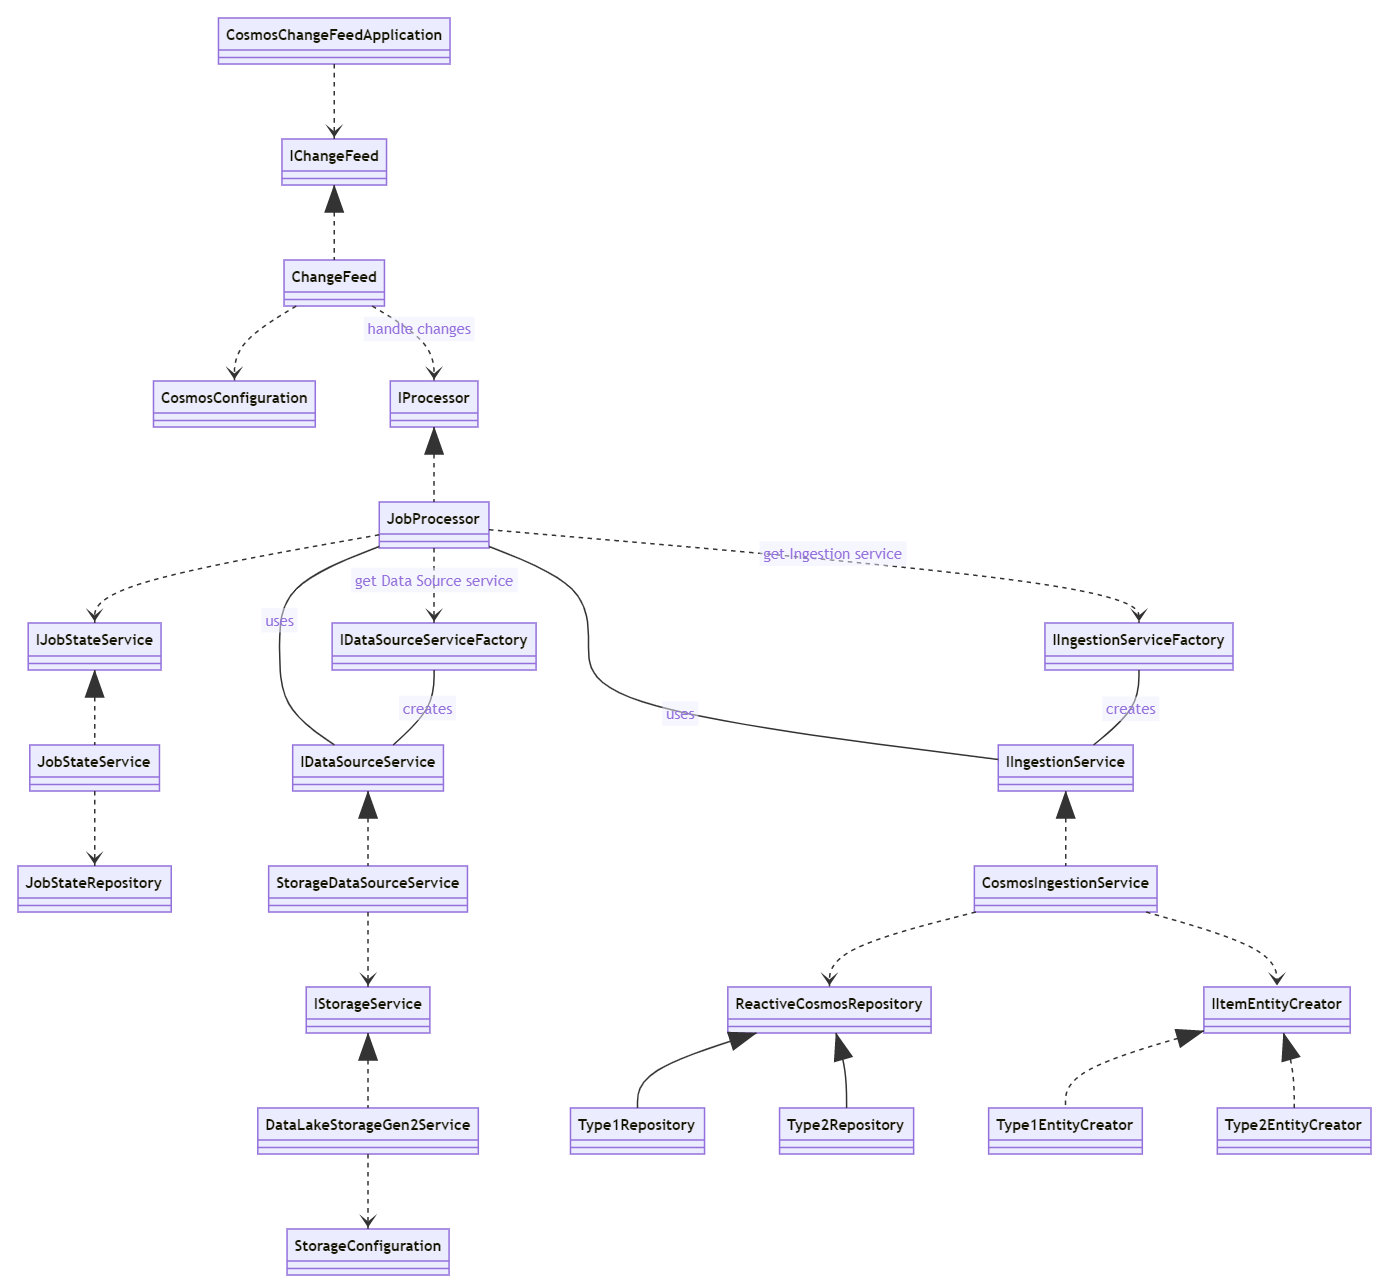 CosmosChangeFeedApplication
IChangeFeed
ChangeFeed
handle changes
CosmosConfiguration
IProcessor
JobProcessor
get Ingestion service
get Data Source service
uses
IJobStateService
IDataSourceServiceFactory
IIngestionServiceFactory
creates
creates
uses
JobStateService
IDataSourceService
IIngestionService
JobStateRepository
StorageDataSourceService
CosmosIngestionService
IStorageService
ReactiveCosmosRepository
IItemEntityCreator
DataLakeStorageGen2Service
Type1Repository
Type2Repository
Type1EntityCreator
Type2EntityCreator
StorageConfiguration